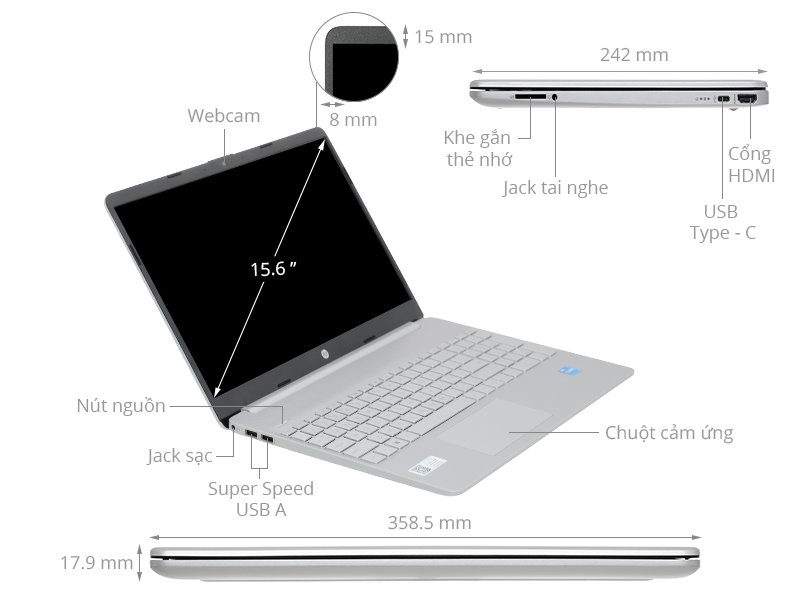 15 mm
8 mm
242 mm
Webcam
Khe gắn
thẻ nhớ
Jack tai nghe
Cổng
HDMI
USB
Type - C
15.6 ”
hp
Nút nguồn
Jack sạc
Super Speed
USB A
Chuột cảm ứng
358.5 mm
17.9 mm